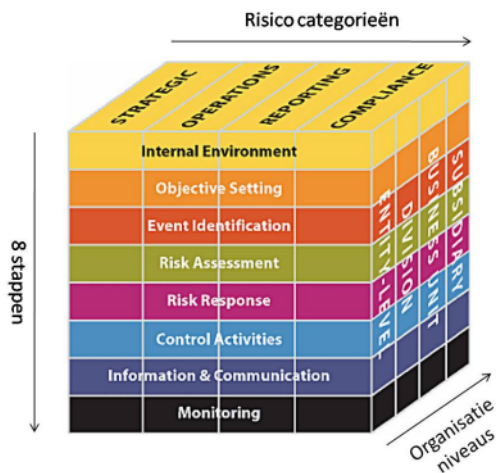 Risico categorieën
STRATEGIC
OPERATIONS
REPORTING
COMPLIANCE
8 stappen
Internal Environment
Objective Setting
Event Identification
Risk Assessment
Risk Response
Control Activities
Information & Communication
Monitoring
ENTITY-LEVEL
DIVISION
BUSINESS UNIT
SUBSIDIARY
Organisatie
niveaus